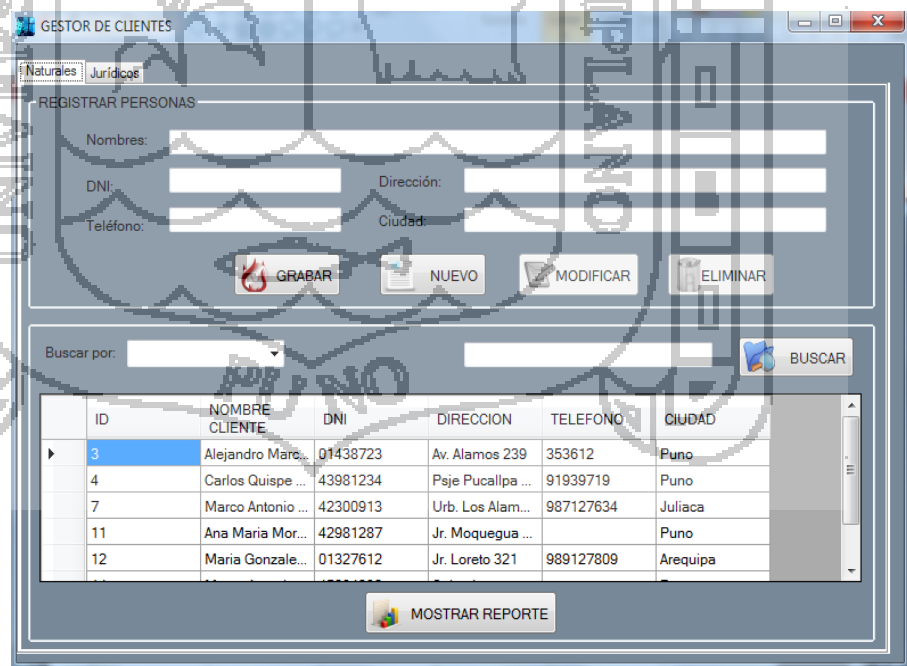 GESTOR DE CLIENTES
Naturales Jurídicos
REGISTRAR PERSONAS
Nombres:
DNI: Dirección:
Teléfono: Ciudad:
GRABAR NUEVO MODIFICAR ELIMINAR
Buscar por: BUSCAR
ID NOMBRE CLIENTE DNI DIRECCION TELEFONO CIUDAD
3 Alejandro Marc... 01438723 Av. Alamos 239 353612 Puno
4 Carlos Quispe ... 43981234 Psje Pucallpa ... 91939719 Puno
7 Marco Antonio ... 42300913 Urb. Los Alam... 987127634 Juliaca
11 Ana Maria Mor... 42981287 Jr. Moquegua ... Puno
12 Maria Gonzale... 01327612 Jr. Loreto 321 989127809 Arequipa
MOSTRAR REPORTE
PUNO